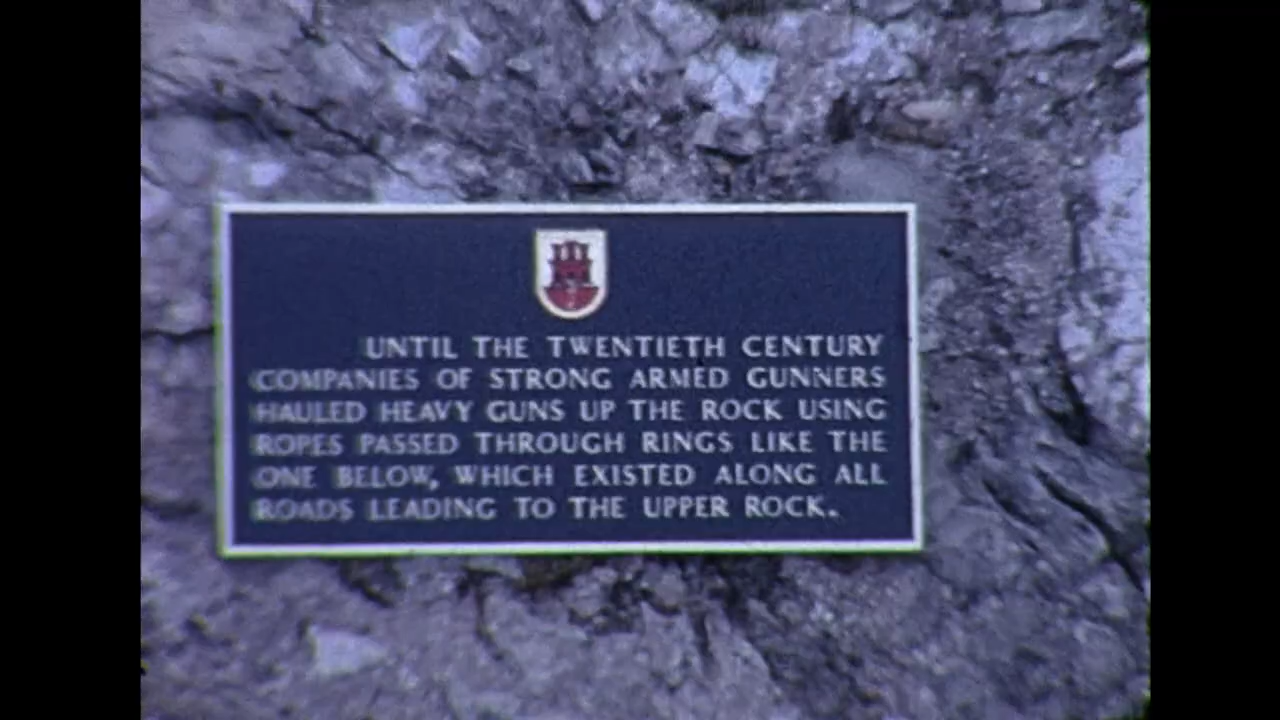 UNTIL THE TWENTIETH CENTURY
COMPANIES OF STRONG ARMED GUNNERS
HAULED HEAVY GUNS UP THE ROCK USING
ROPES PASSED THROUGH RINGS LIKE THE
ONE BELOW, WHICH EXISTED ALONG ALL
ROADS LEADING TO THE UPPER ROCK.